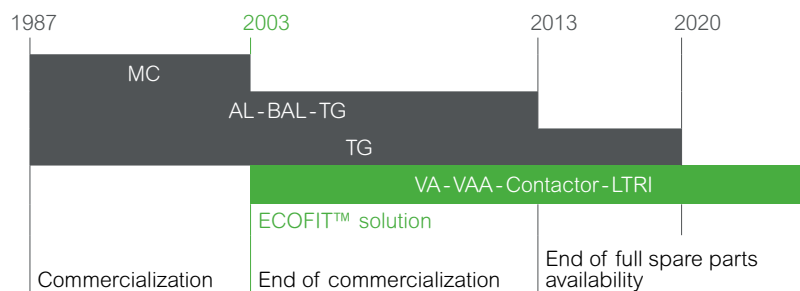 1987 2003 2013 2020
MC
AL-BAL-TG
TG
VA-VAA-Contactor-LTRI
ECOFIT™ solution
Commercialization
End of commercialization
End of full spare parts
availability